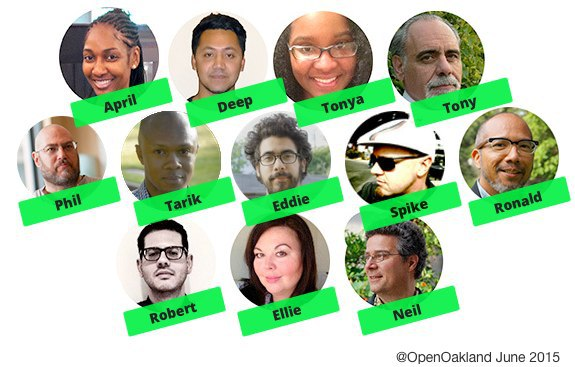 April
Deep
Tonya
Tony
Phil
Tarik
Eddie
Spike
Ronald
Robert
Ellie
Neil
@OpenOakland June 2015